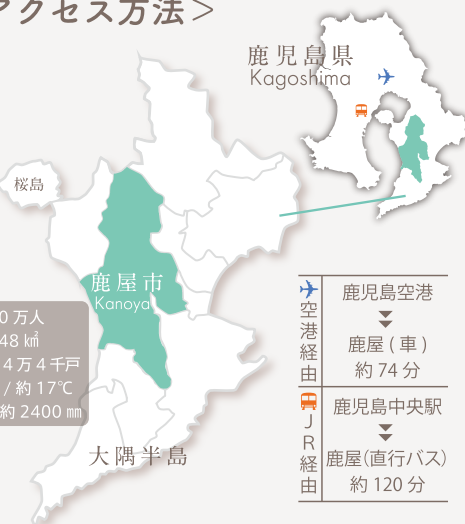 アクセス方法＞
鹿児島県
Kagoshima
桜島
鹿屋市
Kanoya
0万人
48㎢
4万4千戸
/ 約17℃
約2400㎜
大隅半島
空港経由
鹿児島空港
鹿屋(車)
約74分
JR経由
鹿児島中央駅
鹿屋(直行バス)
約120分